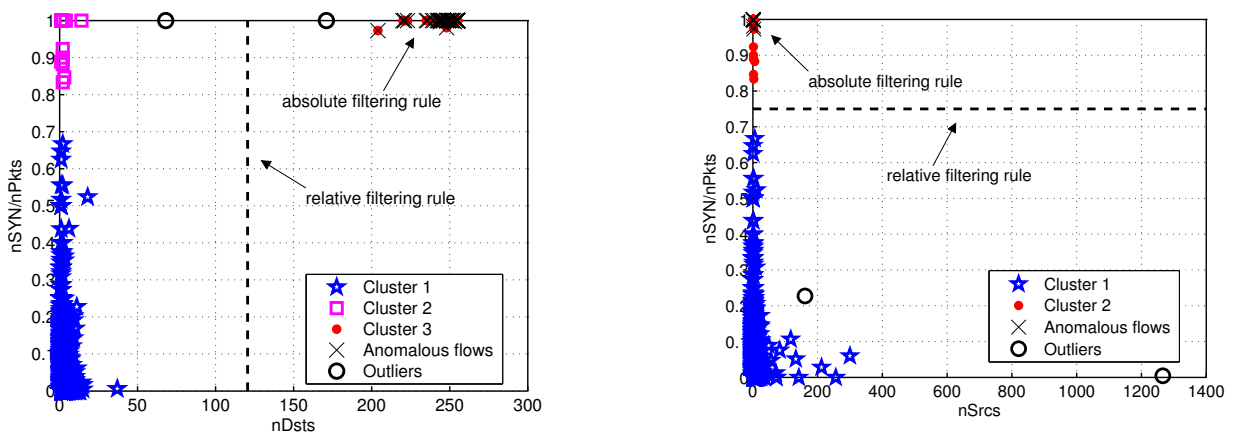 1
0.9
0.8
0.7
0.6
0.5
0.4
0.3
0.2
0.1
0
nSYN/nPkts
absolute filtering rule
relative filtering rule
Cluster 1
Cluster 2
Cluster 3
Anomalous flows
Outliers
0 50 100 150 200 250 300
nDsts
1
0.9
0.8
0.7
0.6
0.5
0.4
0.3
0.2
0.1
0
nSYN/nPkts
absolute filtering rule
relative filtering rule
Cluster 1
Cluster 2
Anomalous flows
Outliers
0 200 400 600 800 1000 1200 1400
nSrcs